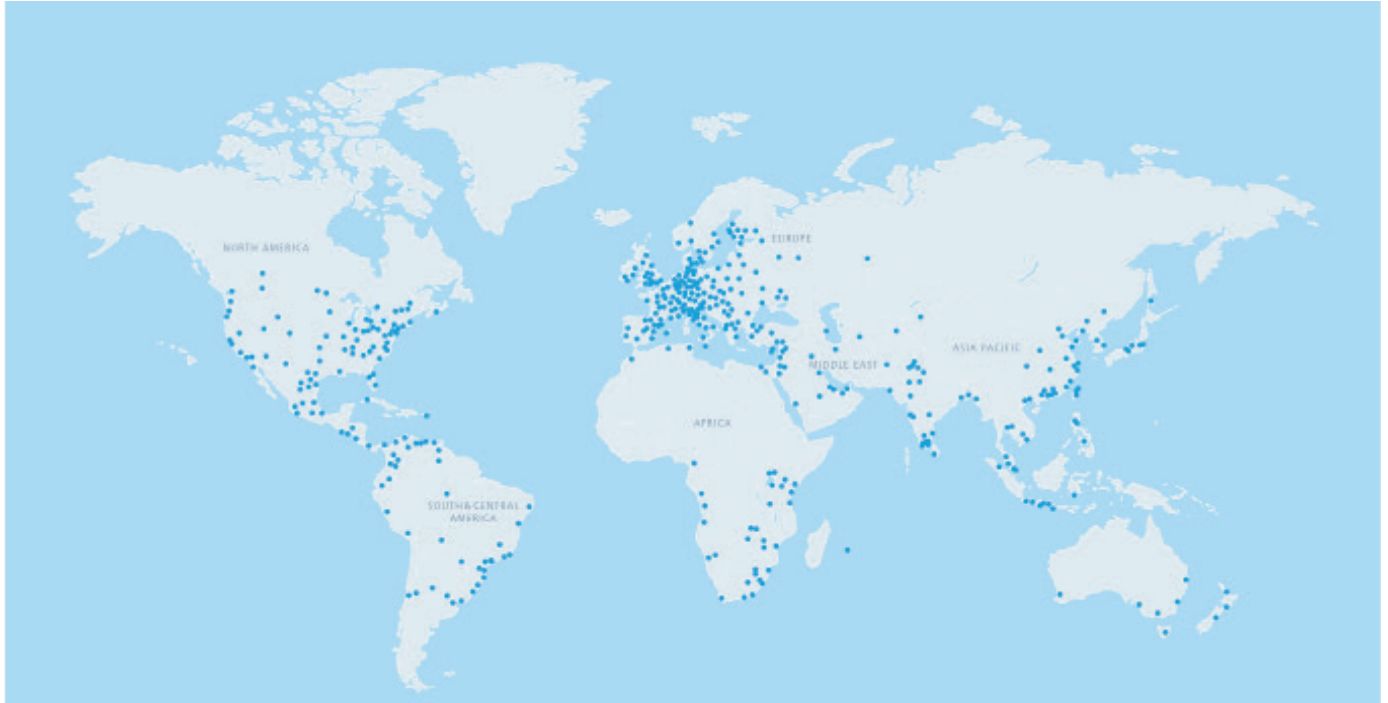 NORTH AMERICA
EUROPE
ASIA PACIFIC
MIDDLE EAST
AFRICA
SOUTH & CENTRAL
AMERICA